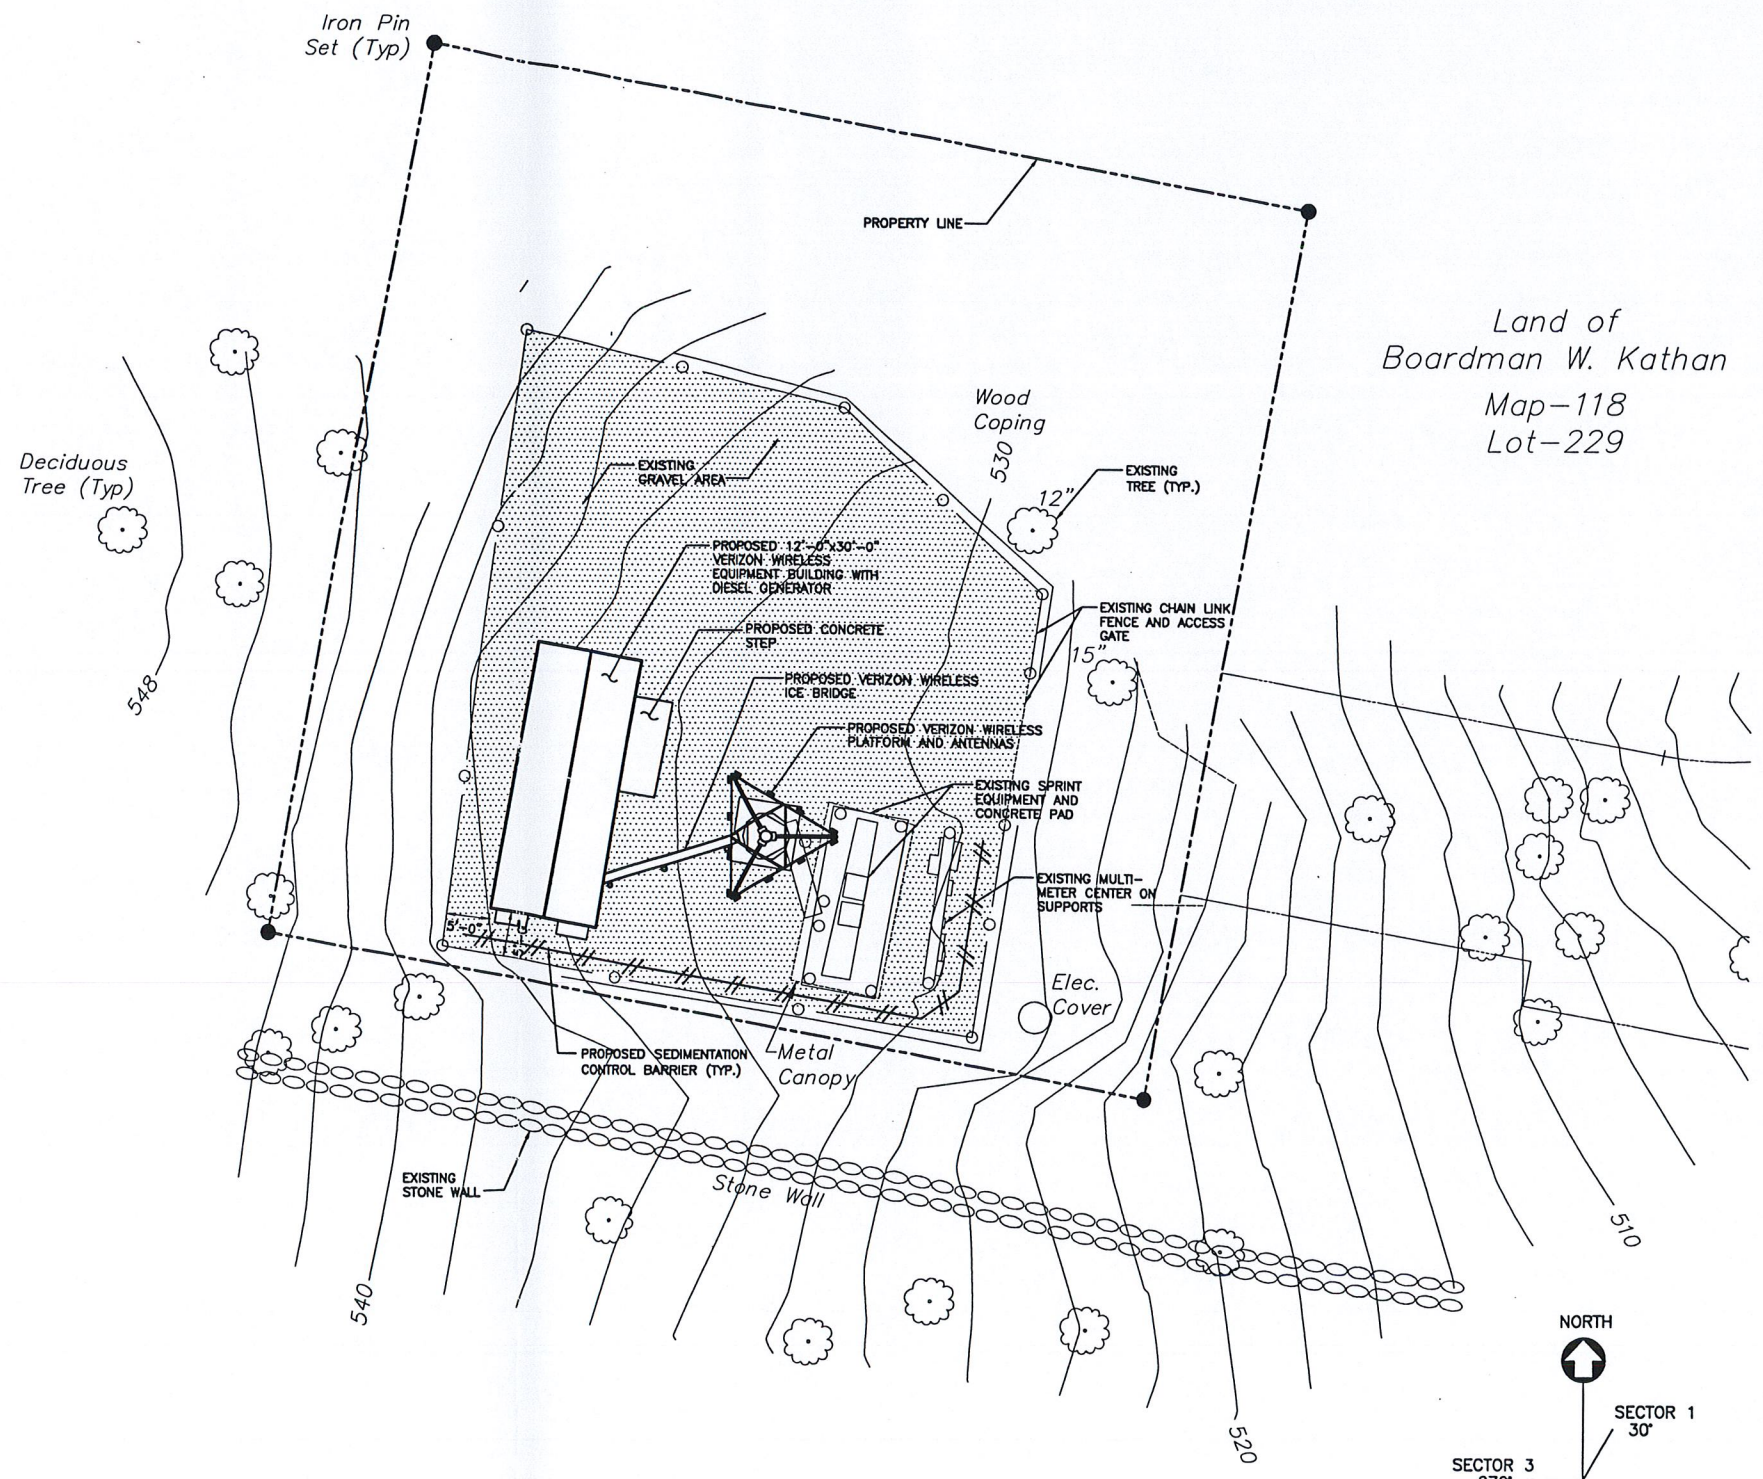 Iron Pin
Set (Typ)
PROPERTY LINE
Land of
Boardman W. Kathan
Map-118
Lot-229
Wood
Coping
530
Deciduous
Tree (Typ)
EXISTING
GRAVEL AREA
12"
EXISTING
TREE (TYP.)
PROPOSED 12'-0"x30'-0"
VERIZON WIRELESS
EQUIPMENT BUILDING WITH
DIESEL GENERATOR
EXISTING CHAIN LINK
FENCE AND ACCESS
GATE
PROPOSED CONCRETE
STEP
15"
548
PROPOSED VERIZON WIRELESS
ICE BRIDGE
PROPOSED VERIZON WIRELESS
PLATFORM AND ANTENNAS
EXISTING SPRINT
EQUIPMENT AND
CONCRETE PAD
EXISTING MULTI-
METER CENTER ON
SUPPORTS
5'-0"
Elec.
Cover
PROPOSED SEDIMENTATION
CONTROL BARRIER (TYP.)
Metal
Canopy
EXISTING
STONE WALL
Stone Wall
510
540
520
NORTH
SECTOR 1
30°
SECTOR 3